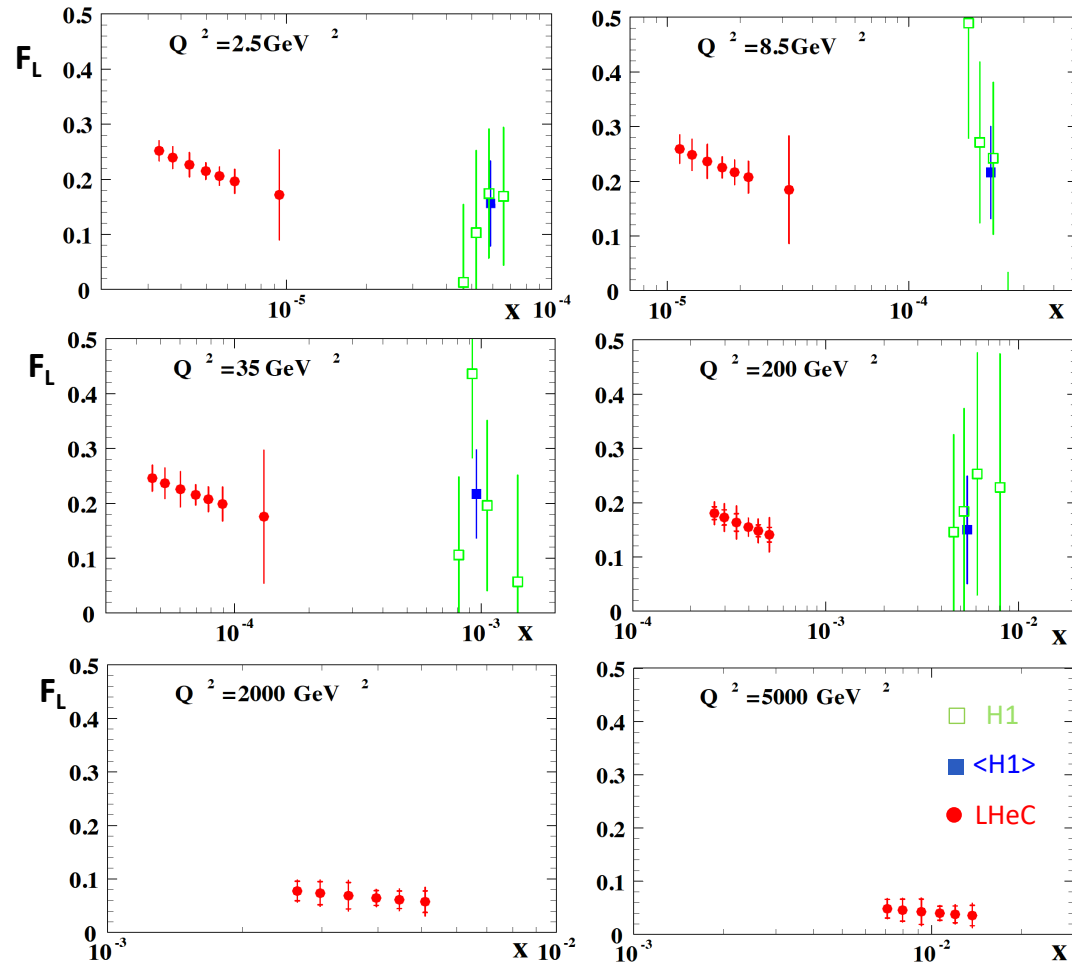 Q ² =2.5GeV ²
F_L
0.5
0.4
0.3
0.2
0.1
0
10⁻⁵
x
10⁻⁴
Q ² =8.5GeV ²
0.5
0.4
0.3
0.2
0.1
0
10⁻⁵
10⁻⁴
x
Q ² =35 GeV ²
F_L
0.5
0.4
0.3
0.2
0.1
0
10⁻⁴
10⁻³
x
Q ² =200 GeV ²
0.5
0.4
0.3
0.2
0.1
0
10⁻⁴
10⁻³
10⁻²
x
Q ² =2000 GeV ²
F_L
0.5
0.4
0.3
0.2
0.1
0
10⁻³
x
10⁻²
Q ² =5000 GeV ²
H1
<H1>
LHeC
0.5
0.4
0.3
0.2
0.1
0
10⁻³
10⁻²
x